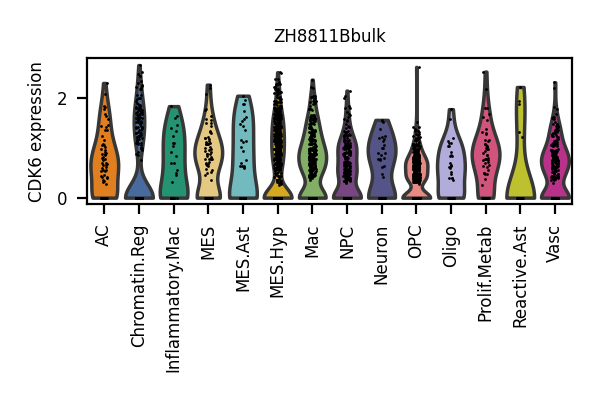 ZH8811Bbulk
CDK6 expression
2
0
AC
Chromatin.Reg
Inflammatory.Mac
MES
MES.Ast
MES.Hyp
Mac
NPC
Neuron
OPC
Oligo
Prolif.Metab
Reactive.Ast
Vasc